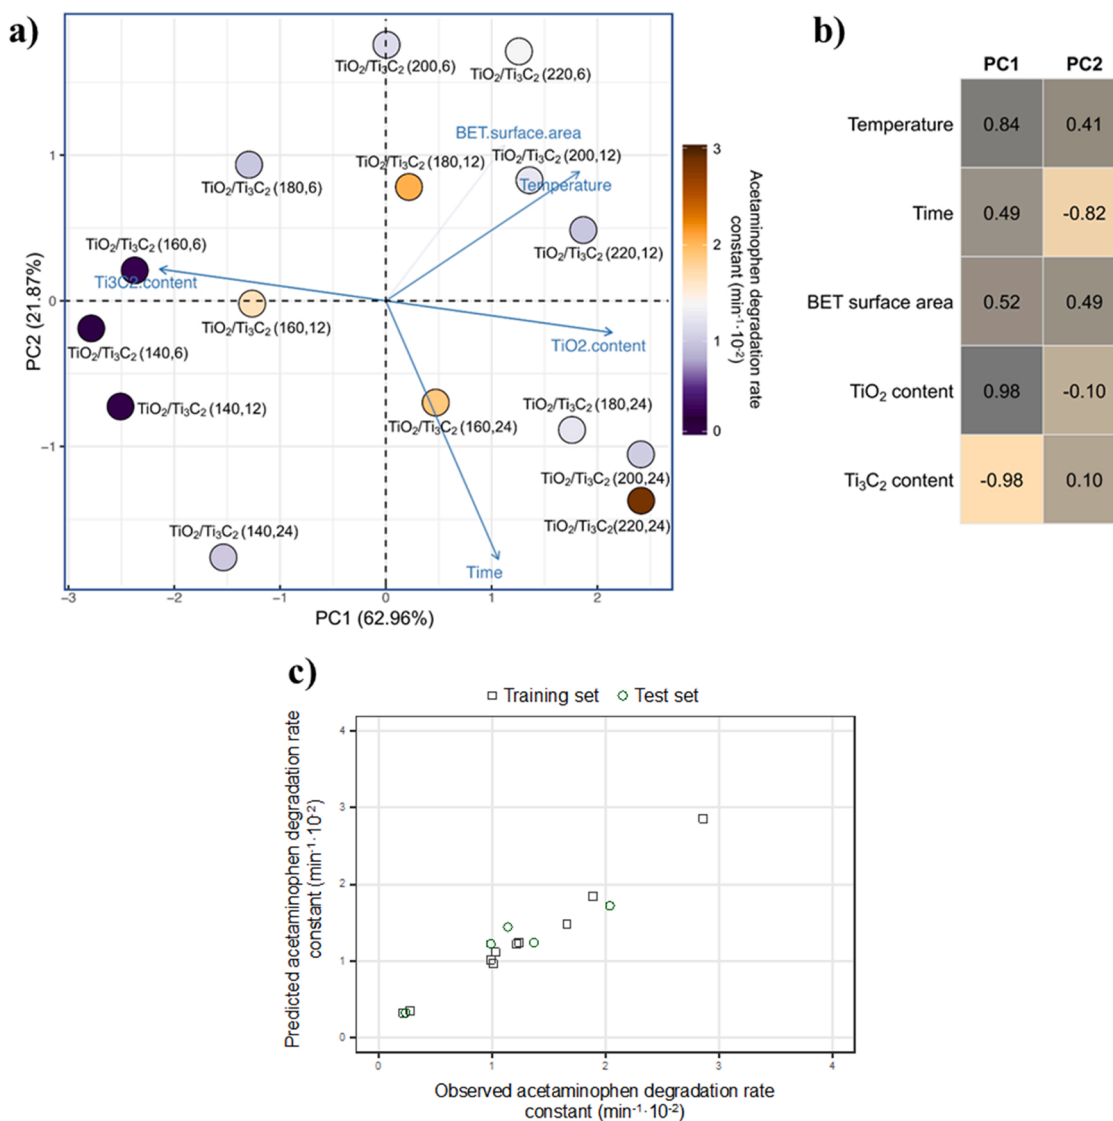 a)
TiO₂/Ti₃C₂ (200,6)
TiO₂/Ti₃C₂ (220,6)
BET.surface.area
TiO₂/Ti₃C₂ (180,12)
TiO₂/Ti₃C₂ (200,12)
TiO₂/Ti₃C₂ (180,6)
Temperature
TiO₂/Ti₃C₂ (160,6)
TiO₂/Ti₃C₂ (220,12)
Ti3C2.content
TiO₂/Ti₃C₂ (160,12)
TiO2.content
TiO₂/Ti₃C₂ (140,6)
TiO₂/Ti₃C₂ (140,12)
TiO₂/Ti₃C₂ (180,24)
TiO₂/Ti₃C₂ (160,24)
TiO₂/Ti₃C₂ (200,24)
TiO₂/Ti₃C₂(220,24)
TiO₂/Ti₃C₂ (140,24)
Time
1
0
−1
PC2 (21.87%)
−3 −2 −1 0 1 2
PC1 (62.96%)
3
2
1
0
Acetaminophen degradation rate
constant (min⁻¹·10⁻²)
b)
PC1 PC2
Temperature 0.84 0.41
Time 0.49 -0.82
BET surface area 0.52 0.49
TiO₂ content 0.98 -0.10
Ti₃C₂ content -0.98 0.10
c)
Training set Test set
4
3
2
1
0
Predicted acetaminophen degradation rate
constant (min⁻¹·10⁻²)
0 1 2 3 4
Observed acetaminophen degradation rate
constant (min⁻¹·10⁻²)